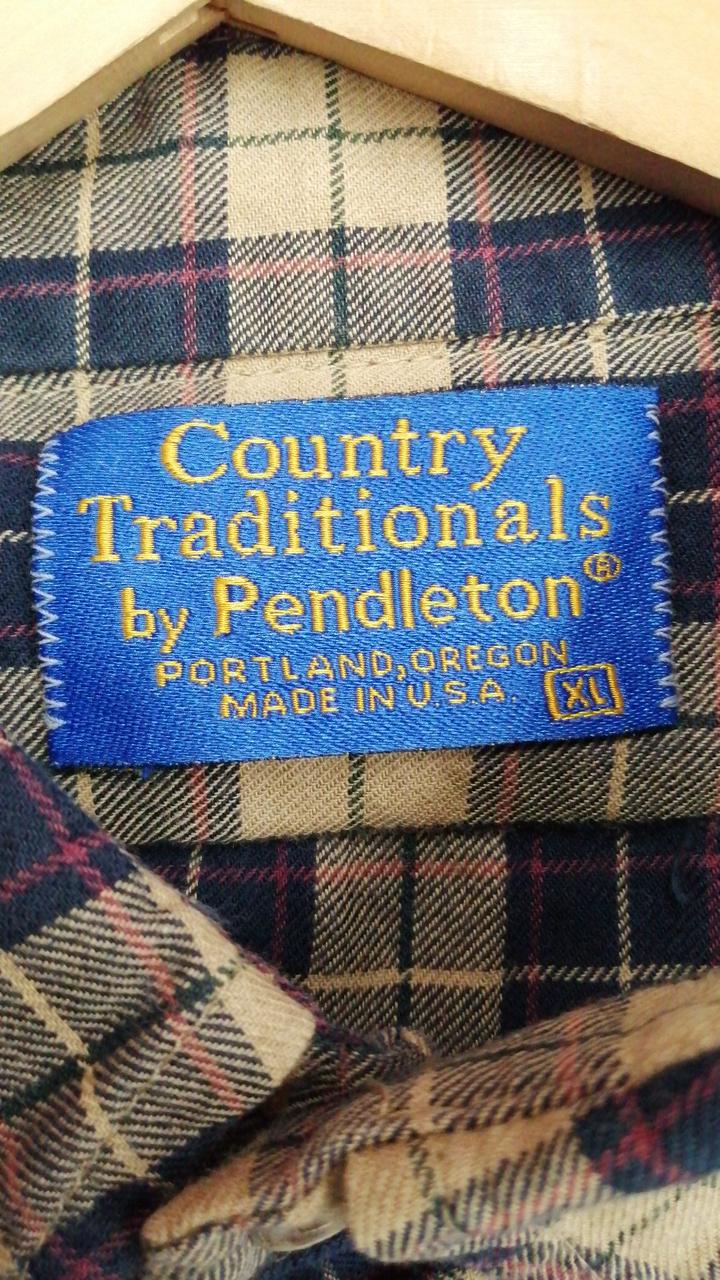 Country
Traditionals
by Pendleton®
PORTLAND, OREGON
MADE IN U.S.A. XL